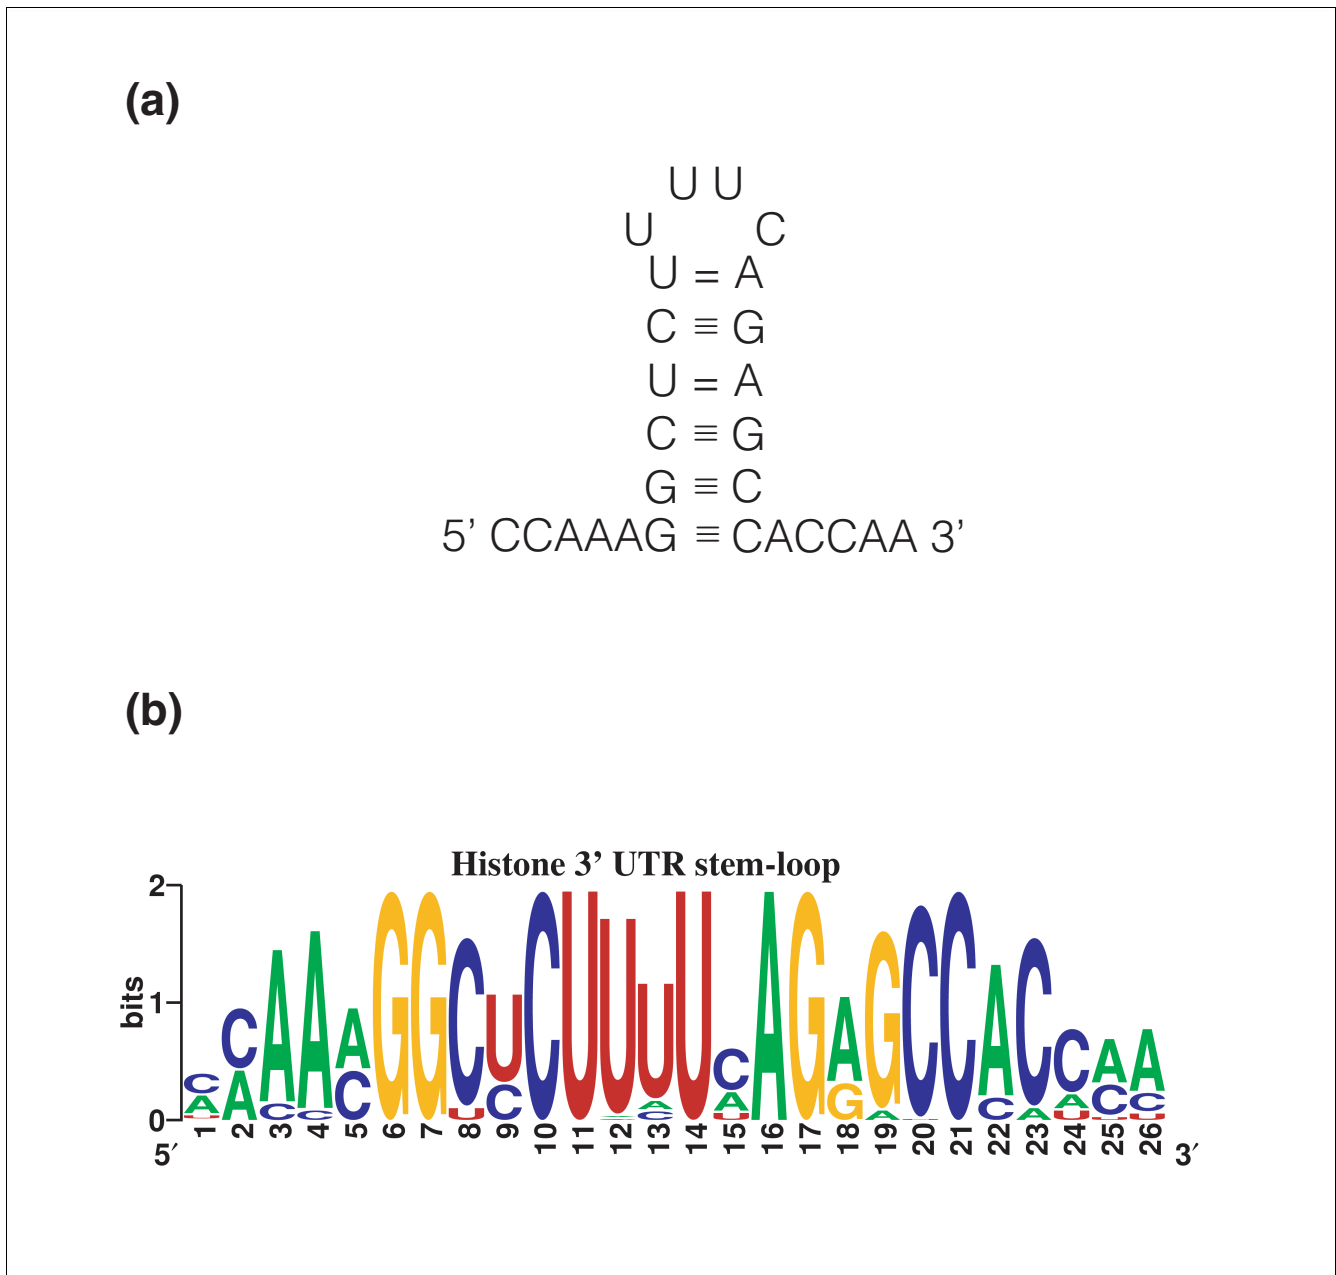 (a)
U U
U C
U = A
C ≡ G
U = A
C ≡ G
G ≡ C
5’ CCAAAG ≡ CACCAA 3’
(b)
Histone 3’ UTR stem-loop
2
1
0
bits
C A U
C A
A C
A C
A C
G
G
C U
U C
C
U
U A
U A C
U
C A U
A
G
A G
G A
C
C
A C
C A
C A U
A C U
A C U
1 2 3 4 5 6 7 8 9 10 11 12 13 14 15 16 17 18 19 20 21 22 23 24 25 26
5′ 3′